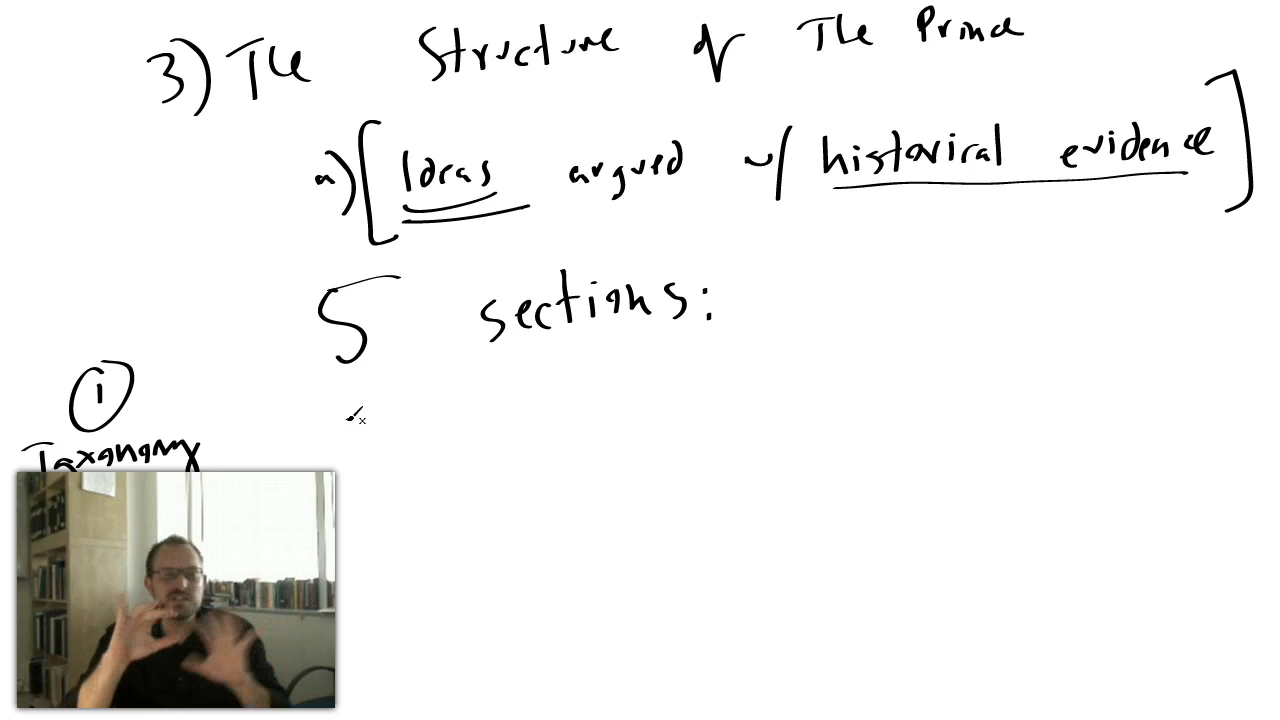 3) The Structure of The Prince
a) [Ideas argued w/ historical evidence]
5 sections:
1
Taxonomy